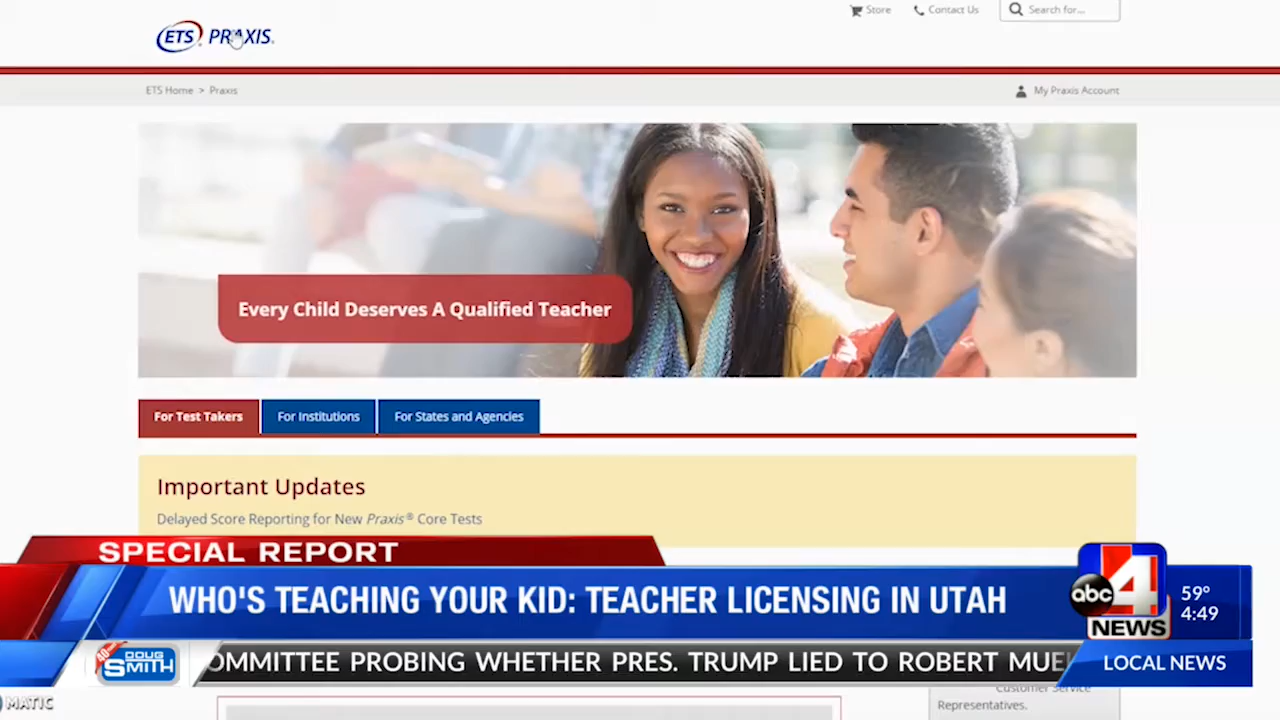 Store
Contact Us
Search for...
ETS PRAXIS
ETS Home > Praxis
My Praxis Account
Every Child Deserves A Qualified Teacher
For Test Takers
For Institutions
For States and Agencies
Important Updates
Delayed Score Reporting for New Praxis® Core Tests
SPECIAL REPORT
WHO'S TEACHING YOUR KID: TEACHER LICENSING IN UTAH
abc 4
NEWS
59°
4:49
DOUG
SMITH
OMMITTEE PROBING WHETHER PRES. TRUMP LIED TO ROBERT MUE
LOCAL NEWS
Customer Service
Representatives.
MATIC